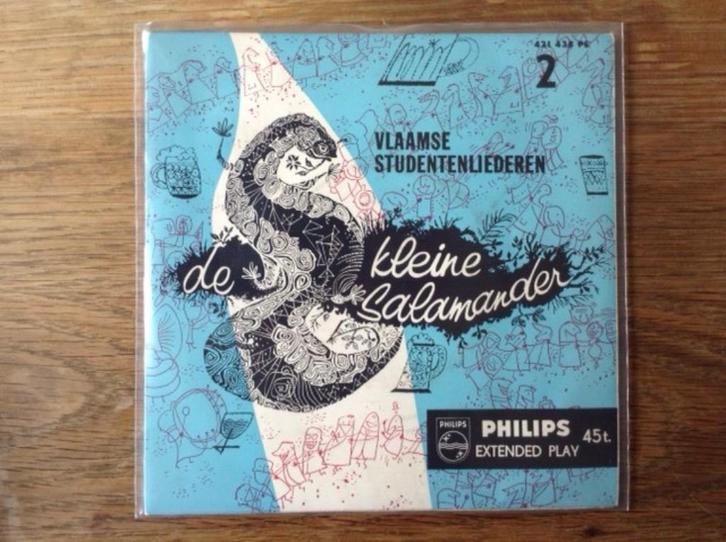 421 438 PE
2
VLAAMSE
STUDENTENLIEDEREN
de kleine
salamander
PHILIPS
PHILIPS 45t.
EXTENDED PLAY